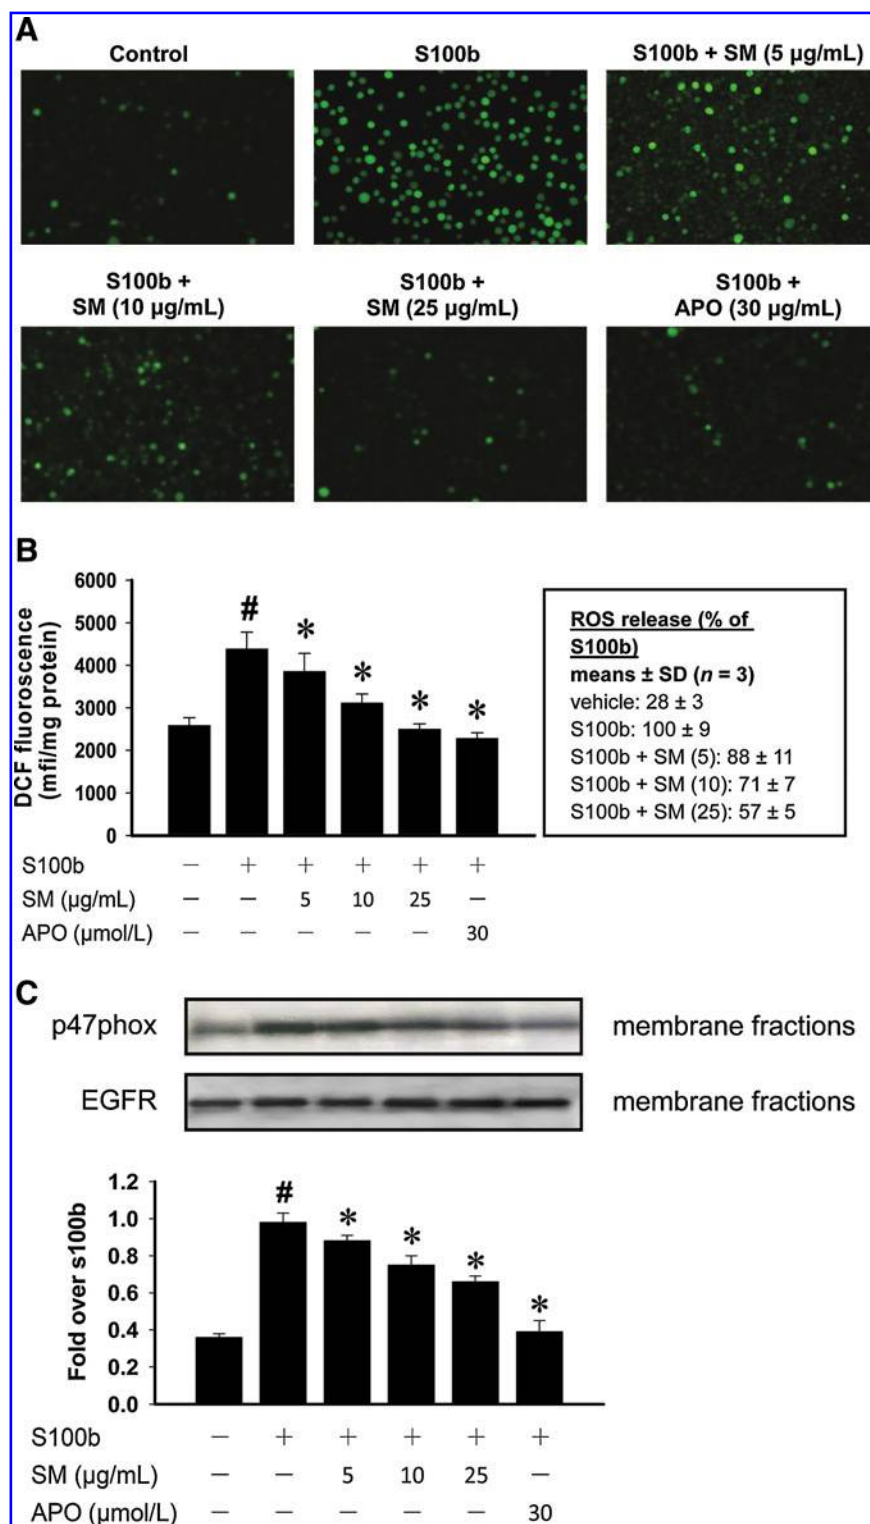 A
Control
S100b
S100b + SM (5 µg/mL)
S100b +
SM (10 µg/mL)
S100b +
SM (25 µg/mL)
S100b +
APO (30 µg/mL)
B
DCF fluoroscence
(mfi/mg protein)
6000
5000
4000
3000
2000
1000
0
#
*
*
*
*
S100b − + + + + +
SM (µg/mL) − − 5 10 25 −
APO (µmol/L) − − − − − 30
ROS release (% of
S100b)
means ± SD (n = 3)
vehicle: 28 ± 3
S100b: 100 ± 9
S100b + SM (5): 88 ± 11
S100b + SM (10): 71 ± 7
S100b + SM (25): 57 ± 5
C
p47phox
membrane fractions
EGFR
membrane fractions
Fold over s100b
1.2
1.0
0.8
0.6
0.4
0.2
0.0
#
*
*
*
*
S100b − + + + + +
SM (µg/mL) − − 5 10 25 −
APO (µmol/L) − − − − − 30